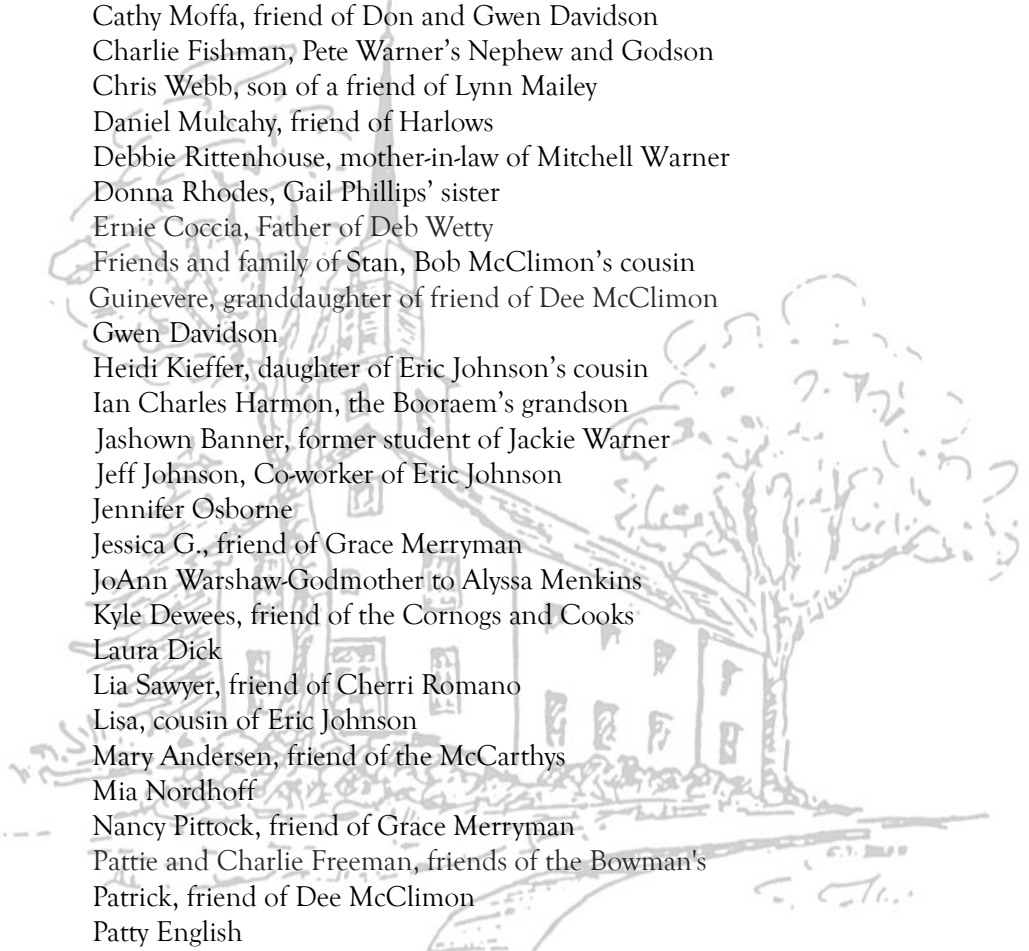 Cathy Moffa, friend of Don and Gwen Davidson
Charlie Fishman, Pete Warner’s Nephew and Godson
Chris Webb, son of a friend of Lynn Mailey
Daniel Mulcahy, friend of Harlows
Debbie Rittenhouse, mother-in-law of Mitchell Warner
Donna Rhodes, Gail Phillips’ sister
Ernie Coccia, Father of Deb Wetty
Friends and family of Stan, Bob McClimon’s cousin
Guinevere, granddaughter of friend of Dee McClimon
Gwen Davidson
Heidi Kieffer, daughter of Eric Johnson’s cousin
Ian Charles Harmon, the Booraem’s grandson
Jashown Banner, former student of Jackie Warner
Jeff Johnson, Co-worker of Eric Johnson
Jennifer Osborne
Jessica G., friend of Grace Merryman
JoAnn Warshaw-Godmother to Alyssa Menkins
Kyle Dewees, friend of the Cornogs and Cooks
Laura Dick
Lia Sawyer, friend of Cherri Romano
Lisa, cousin of Eric Johnson
Mary Andersen, friend of the McCarthys
Mia Nordhoff
Nancy Pittock, friend of Grace Merryman
Pattie and Charlie Freeman, friends of the Bowman's
Patrick, friend of Dee McClimon
Patty English